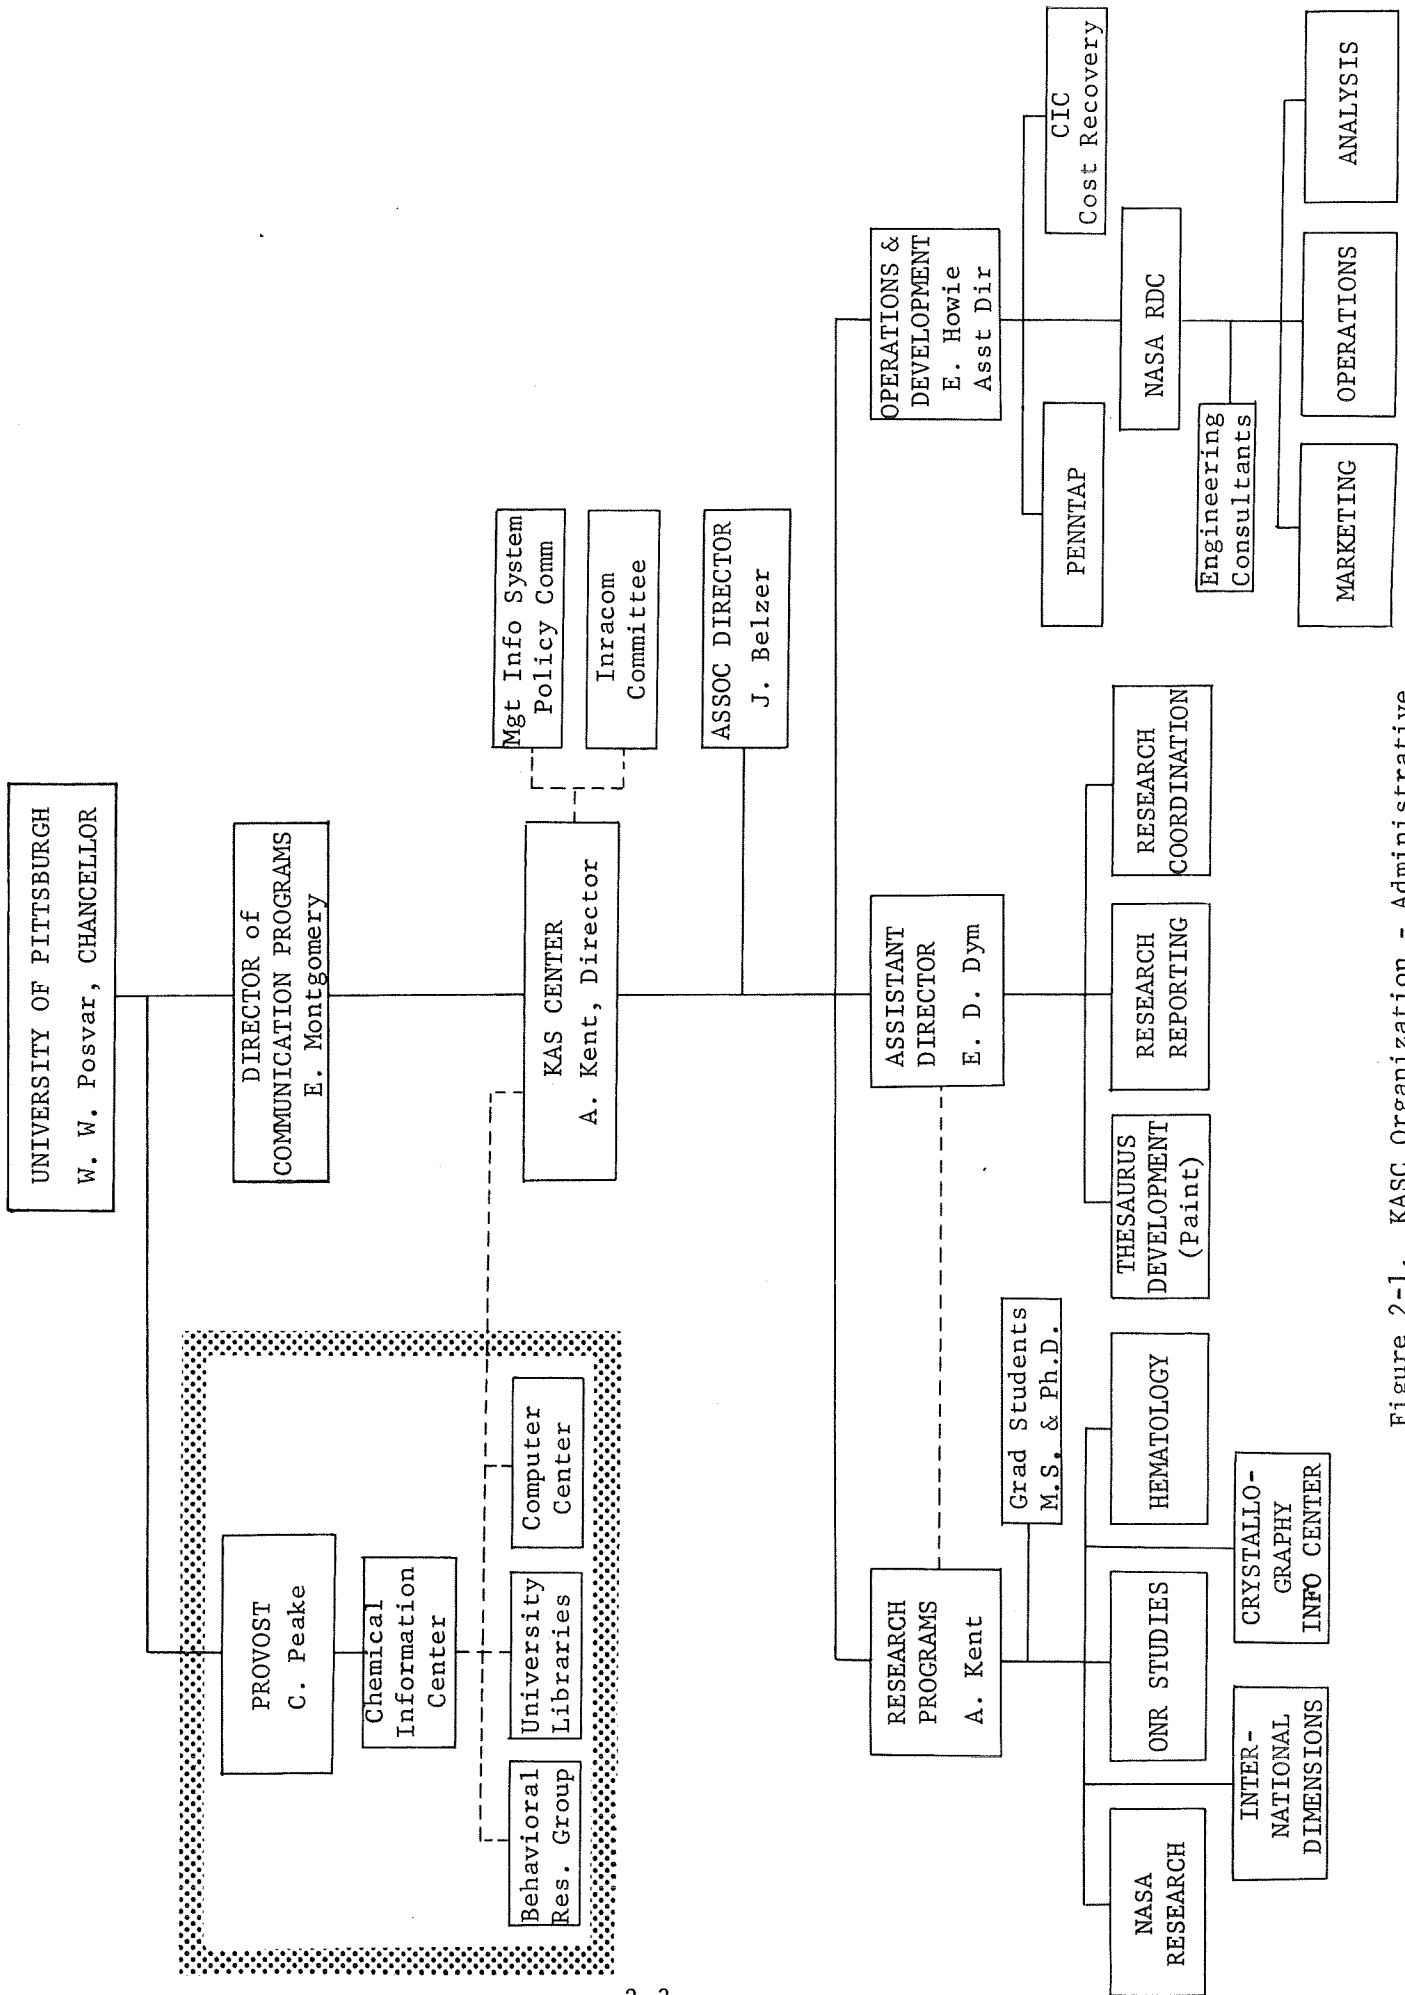 UNIVERSITY OF PITTSBURGH
W. W. Posvar, CHANCELLOR
PROVOST
C. Peake
DIRECTOR of
COMMUNICATION PROGRAMS
E. Montgomery
Chemical
Information
Center
Behavioral
Res. Group
University
Libraries
Computer
Center
KAS CENTER
A. Kent, Director
Mgt Info System
Policy Comm
Inracom
Committee
ASSOC DIRECTOR
J. Belzer
RESEARCH
PROGRAMS
A. Kent
ASSISTANT
DIRECTOR
E. D. Dym
OPERATIONS &
DEVELOPMENT
E. Howie
Asst Dir
Grad Students
M.S. & Ph.D.
PENNTAP
CIC
Cost Recovery
NASA
RESEARCH
ONR STUDIES
HEMATOLOGY
THESAURUS
DEVELOPMENT
(Paint)
RESEARCH
REPORTING
RESEARCH
COORDINATION
NASA RDC
INTER-
NATIONAL
DIMENSIONS
CRYSTALLO-
GRAPHY
INFO CENTER
Engineering
Consultants
MARKETING
OPERATIONS
ANALYSIS
Figure 2-1. KASC Organization - Administrative